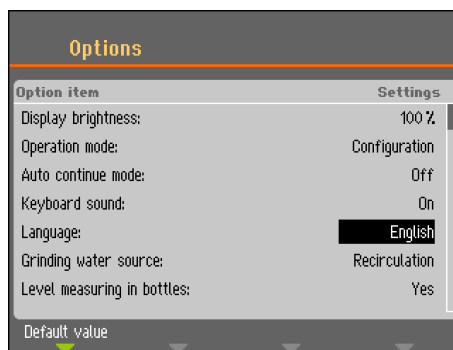 Options
Option item Settings
Display brightness: 100 %
Operation mode: Configuration
Auto continue mode: Off
Keyboard sound: On
Language: English
Grinding water source: Recirculation
Level measuring in bottles: Yes
Default value